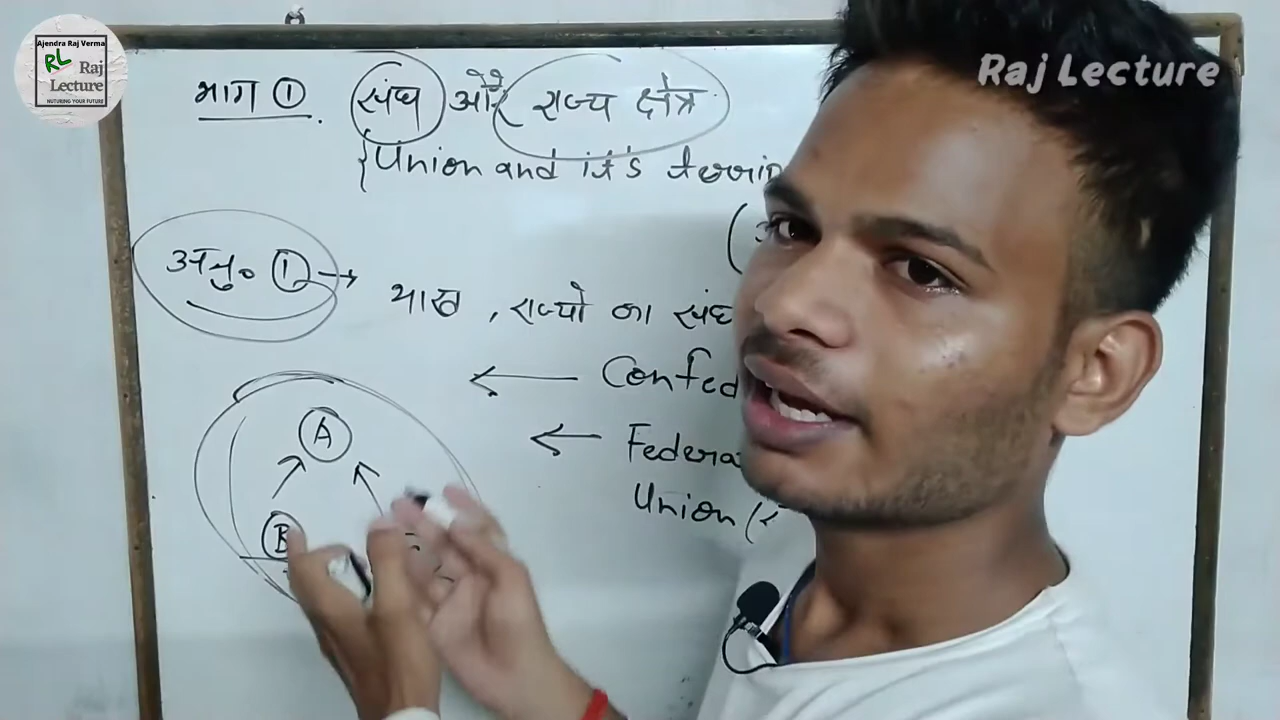 Ajendra Raj Verma
RL Raj
Lecture
NUTURING YOUR FUTURE
Raj Lecture
भाग ①. संघ और राज्य क्षेत्र
{Union and it's
अनु० ① → भारत, राज्यों का संघ
← Confed
← Federa
Union (
A
B